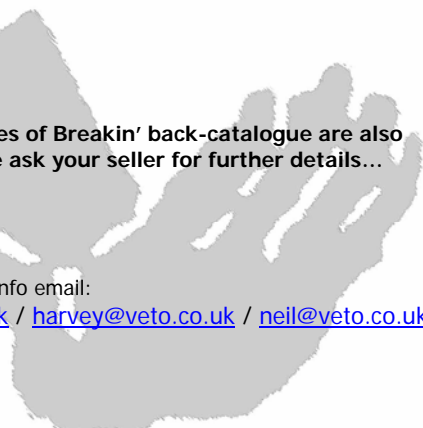 es of Breakin’ back-catalogue are also
e ask your seller for further details…
nfo email:
k / harvey@veto.co.uk / neil@veto.co.uk